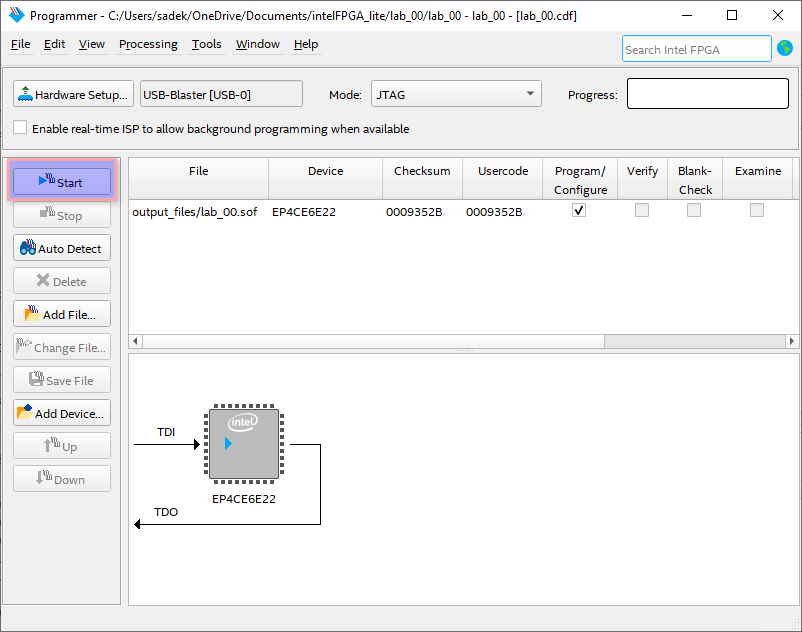 Programmer - C:/Users/sadek/OneDrive/Documents/intelFPGA_lite/lab_00/lab_00 - lab_00 - [lab_00.cdf]
File Edit View Processing Tools Window Help
Search Intel FPGA
Hardware Setup... USB-Blaster [USB-0] Mode: JTAG Progress:
Enable real-time ISP to allow background programming when available
Start
Stop
Auto Detect
Delete
Add File...
Change File...
Save File
Add Device...
Up
Down
File Device Checksum Usercode Program/ Verify Blank- Examine
Configure Check
output_files/lab_00.sof EP4CE6E22 0009352B 0009352B
intel
TDI
EP4CE6E22
TDO